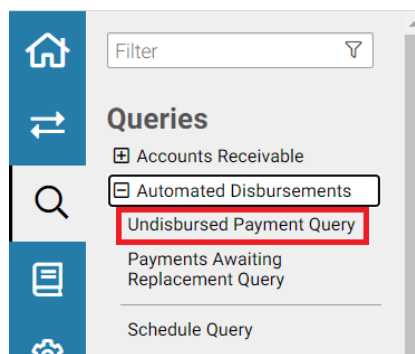 Filter
Queries
Accounts Receivable
Automated Disbursements
Undisbursed Payment Query
Payments Awaiting
Replacement Query
Schedule Query